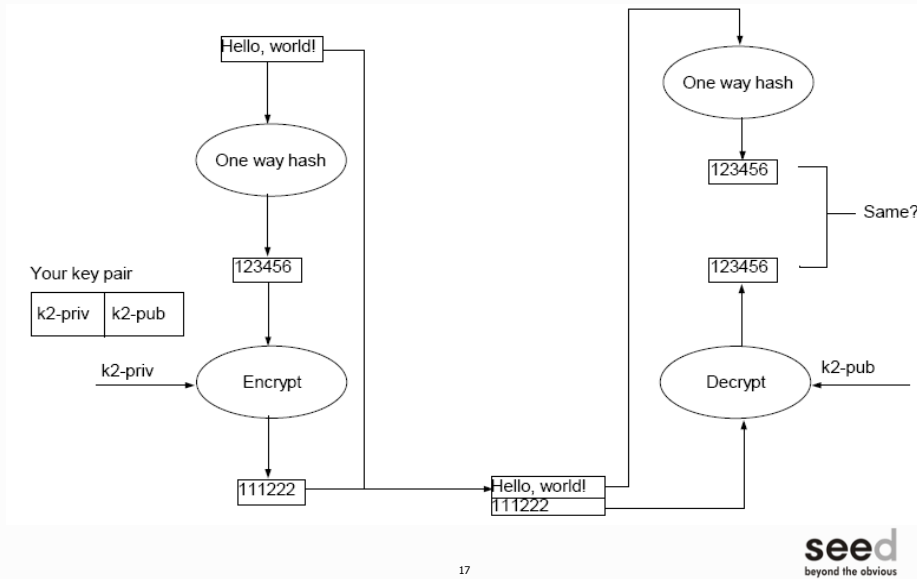 Hello, world!
One way hash
123456
Your key pair
k2-priv k2-pub
k2-priv
Encrypt
111222
Hello, world!
111222
One way hash
123456
Same?
123456
Decrypt
k2-pub
seed
beyond the obvious
17